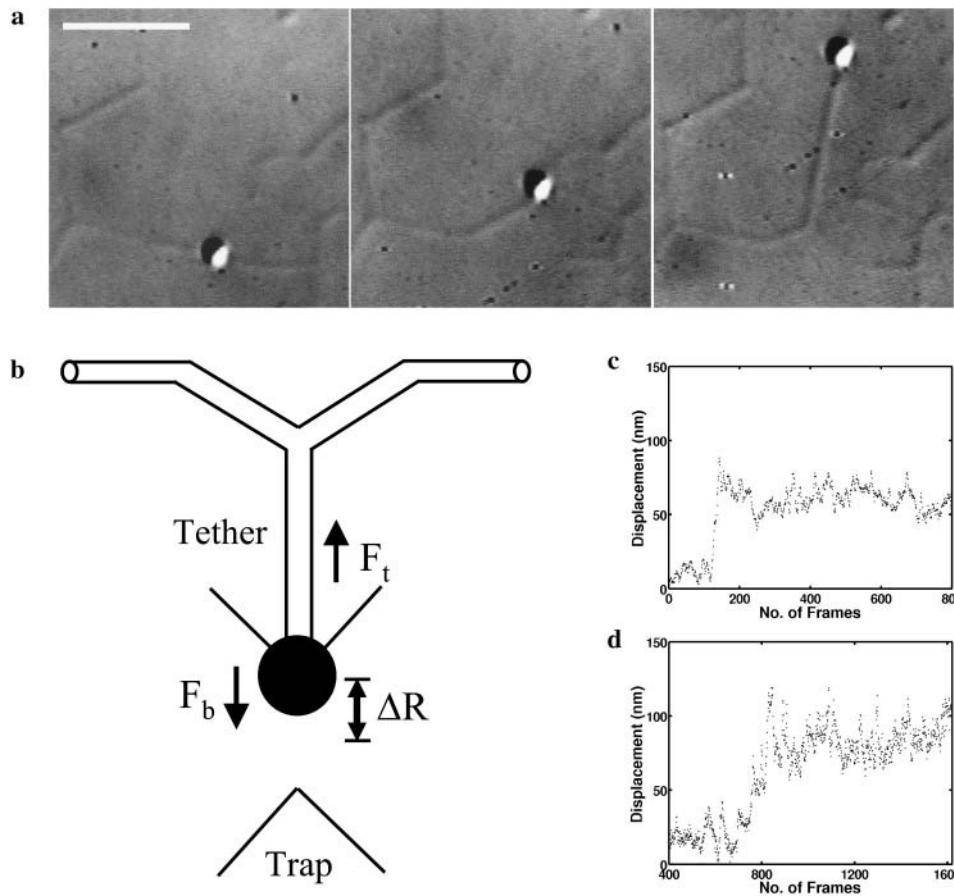 a
b
Tether
F_t
F_b
ΔR
Trap
c
Displacement (nm)
150
100
50
0
0
200
400
600
80
No. of Frames
d
Displacement (nm)
150
100
50
0
400
800
1200
160
No. of Frames